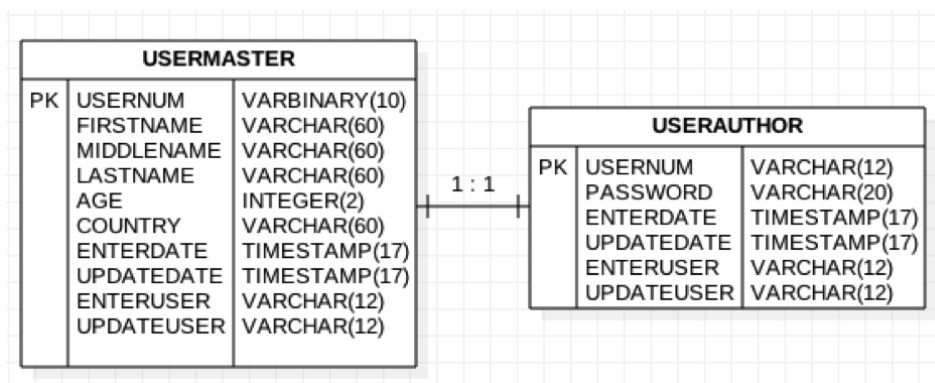 USERMASTER
PK USERNUM VARBINARY(10)
FIRSTNAME VARCHAR(60)
MIDDLENAME VARCHAR(60)
LASTNAME VARCHAR(60)
AGE INTEGER(2)
COUNTRY VARCHAR(60)
ENTERDATE TIMESTAMP(17)
UPDATEDATE TIMESTAMP(17)
ENTERUSER VARCHAR(12)
UPDATEUSER VARCHAR(12)
1 : 1
USERAUTHOR
PK USERNUM VARCHAR(12)
PASSWORD VARCHAR(20)
ENTERDATE TIMESTAMP(17)
UPDATEDATE TIMESTAMP(17)
ENTERUSER VARCHAR(12)
UPDATEUSER VARCHAR(12)